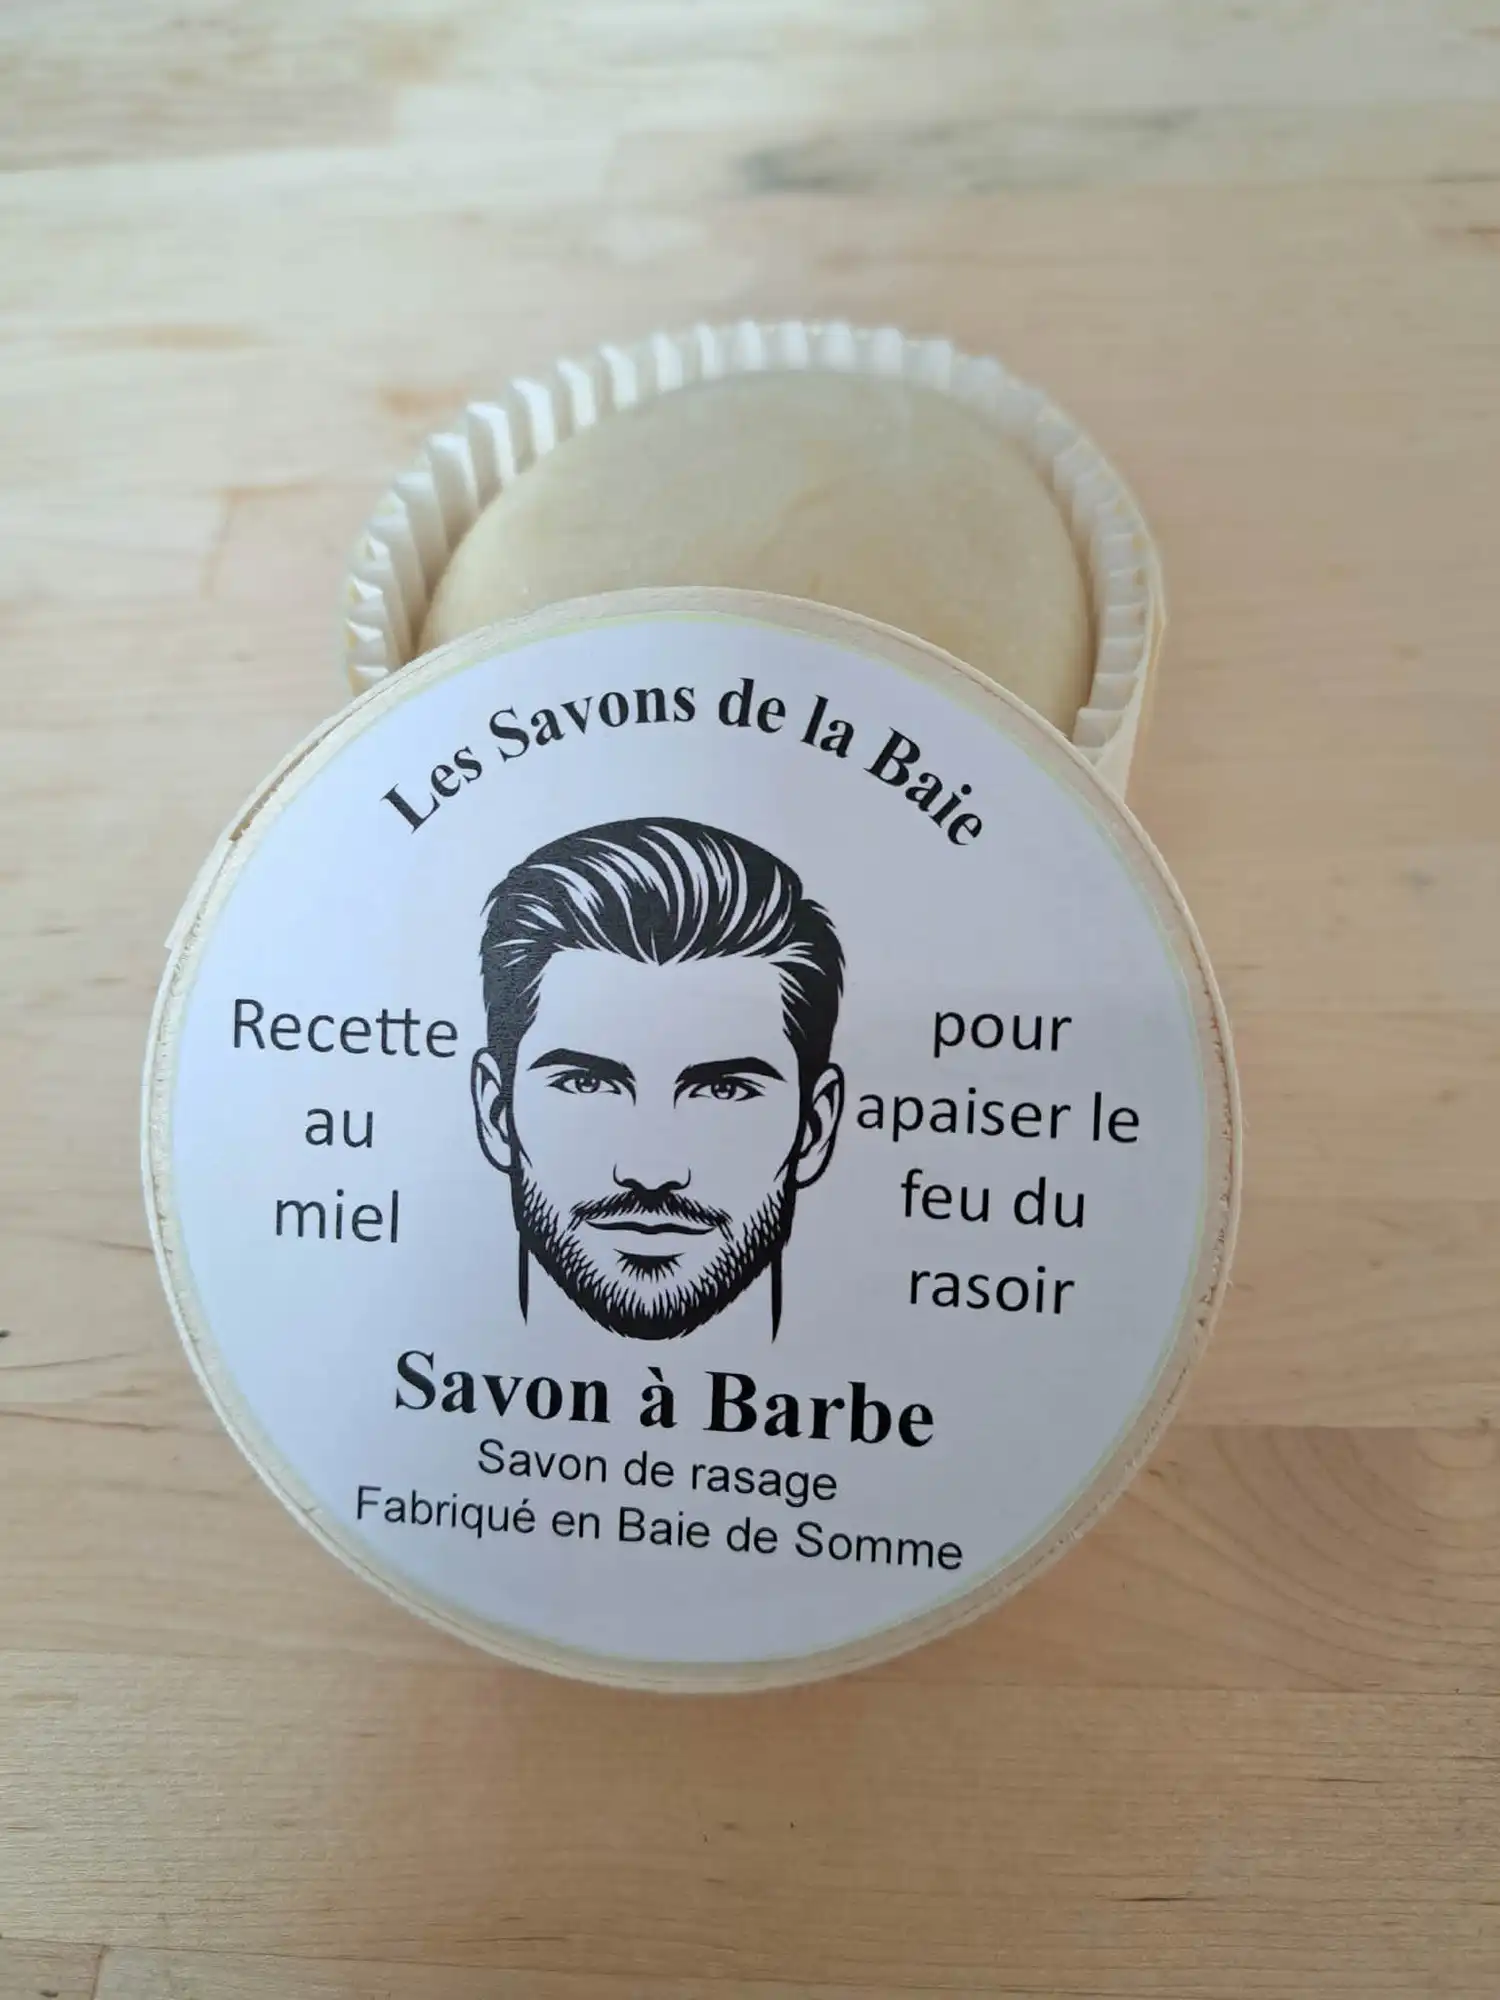 Les Savons de la Baie
Recette
au
miel
pour
apaiser le
feu du
rasoir
Savon à Barbe
Savon de rasage
Fabriqué en Baie de Somme